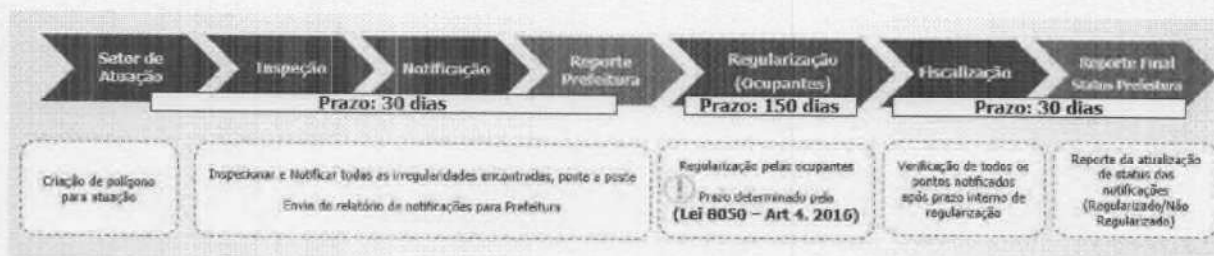 Setor de
Atuação
Inspeção
Notificação
Reporte
Prefeitura
Regularização
(Ocupantes)
Fiscalização
Reporte Final
Status Prefeitura
Prazo: 30 dias
Prazo: 150 dias
Prazo: 30 dias
Criação de polígono
para atuação
Inspecionar e Notificar todas as irregularidades encontradas, poste a poste
Envio de relatório de notificações para Prefeitura
Regularização pelas ocupantes
Prazo determinado pela
(Lei 8050 – Art 4. 2016)
Verificação de todos os
pontos notificados
após prazo interno de
regularização
Reporte da atualização
de status das
notificações
(Regularizado/Não
Regularizado)